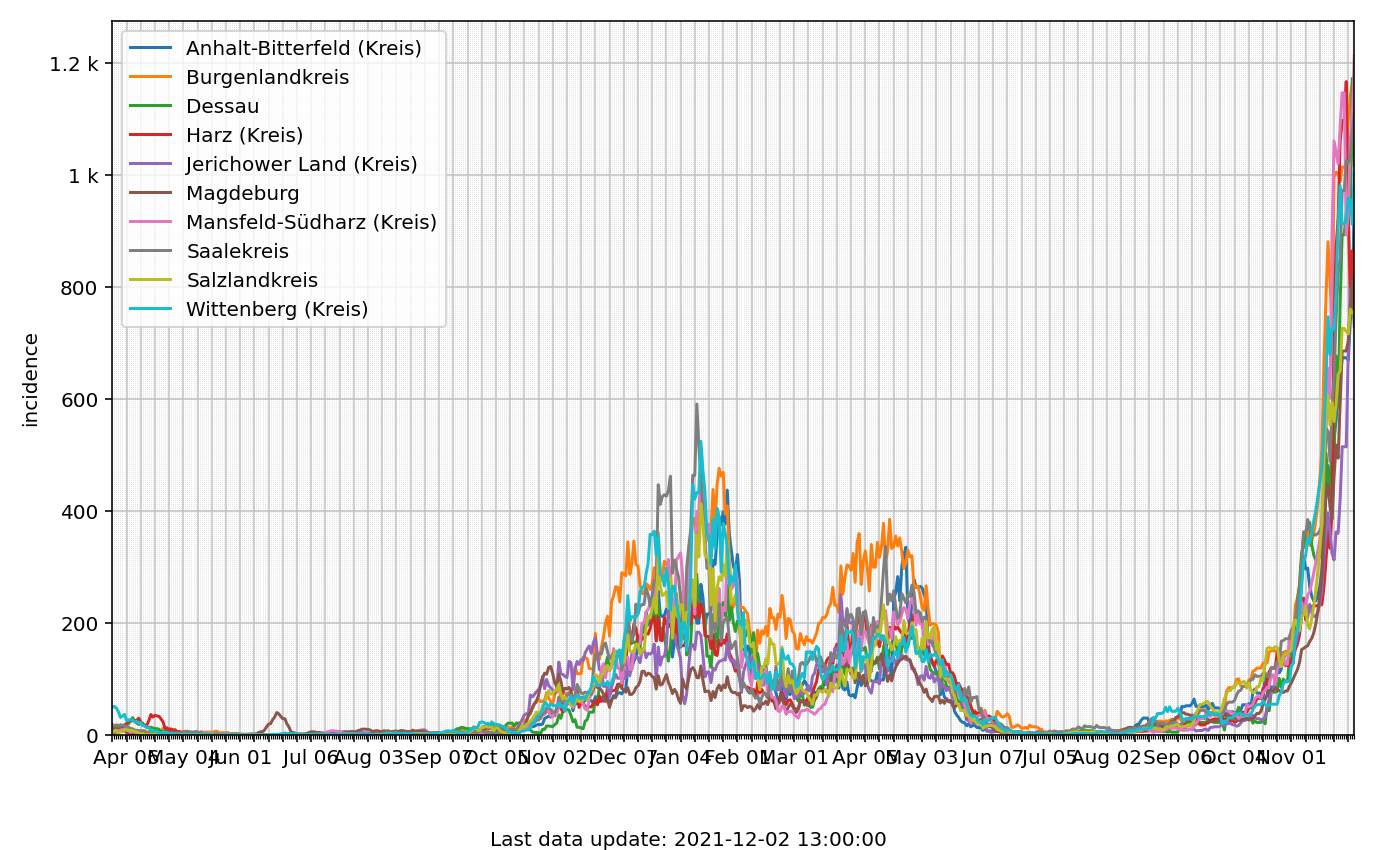 Anhalt-Bitterfeld (Kreis)
Burgenlandkreis
Dessau
Harz (Kreis)
Jerichower Land (Kreis)
Magdeburg
Mansfeld-Südharz (Kreis)
Saalekreis
Salzlandkreis
Wittenberg (Kreis)
1.2 k
1 k
800
600
400
200
0
incidence
Apr 06 May 04 Jun 01 Jul 06 Aug 03 Sep 07 Oct 05 Nov 02 Dec 07 Jan 04 Feb 01 Mar 01 Apr 05 May 03 Jun 07 Jul 05 Aug 02 Sep 06 Oct 04 Nov 01
Last data update: 2021-12-02 13:00:00